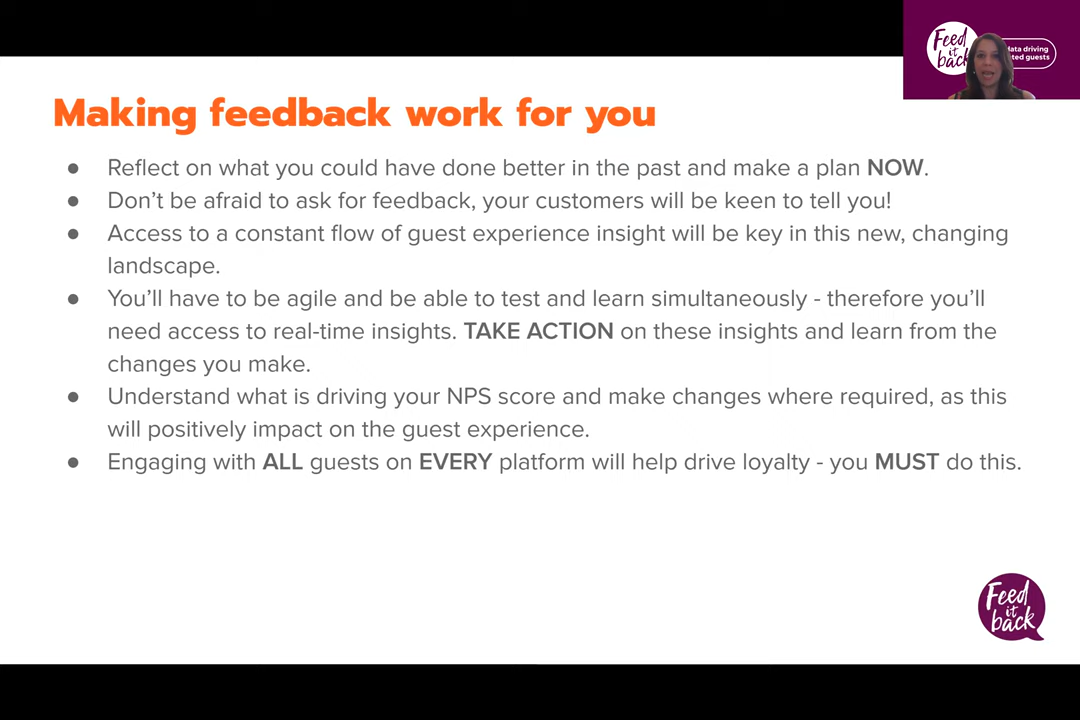 Feed
it
back
data driving
ted guests
Making feedback work for you
● Reflect on what you could have done better in the past and make a plan NOW.
● Don’t be afraid to ask for feedback, your customers will be keen to tell you!
● Access to a constant flow of guest experience insight will be key in this new, changing
landscape.
● You’ll have to be agile and be able to test and learn simultaneously - therefore you’ll
need access to real-time insights. TAKE ACTION on these insights and learn from the
changes you make.
● Understand what is driving your NPS score and make changes where required, as this
will positively impact on the guest experience.
● Engaging with ALL guests on EVERY platform will help drive loyalty - you MUST do this.
Feed
it
back